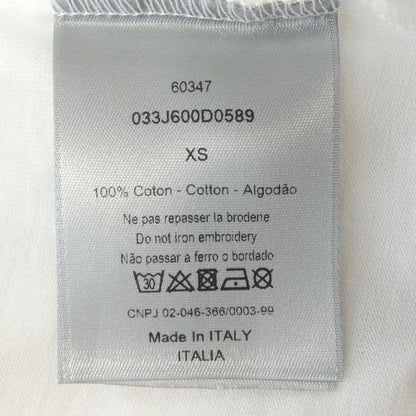 60347
033J600D0589
XS
100% Coton - Cotton - Algodão
Ne pas repasser la broderie
Do not iron embroidery
Não passar a ferro o bordado
30
CNPJ 02-046-366/0003-99
Made In ITALY
ITALIA